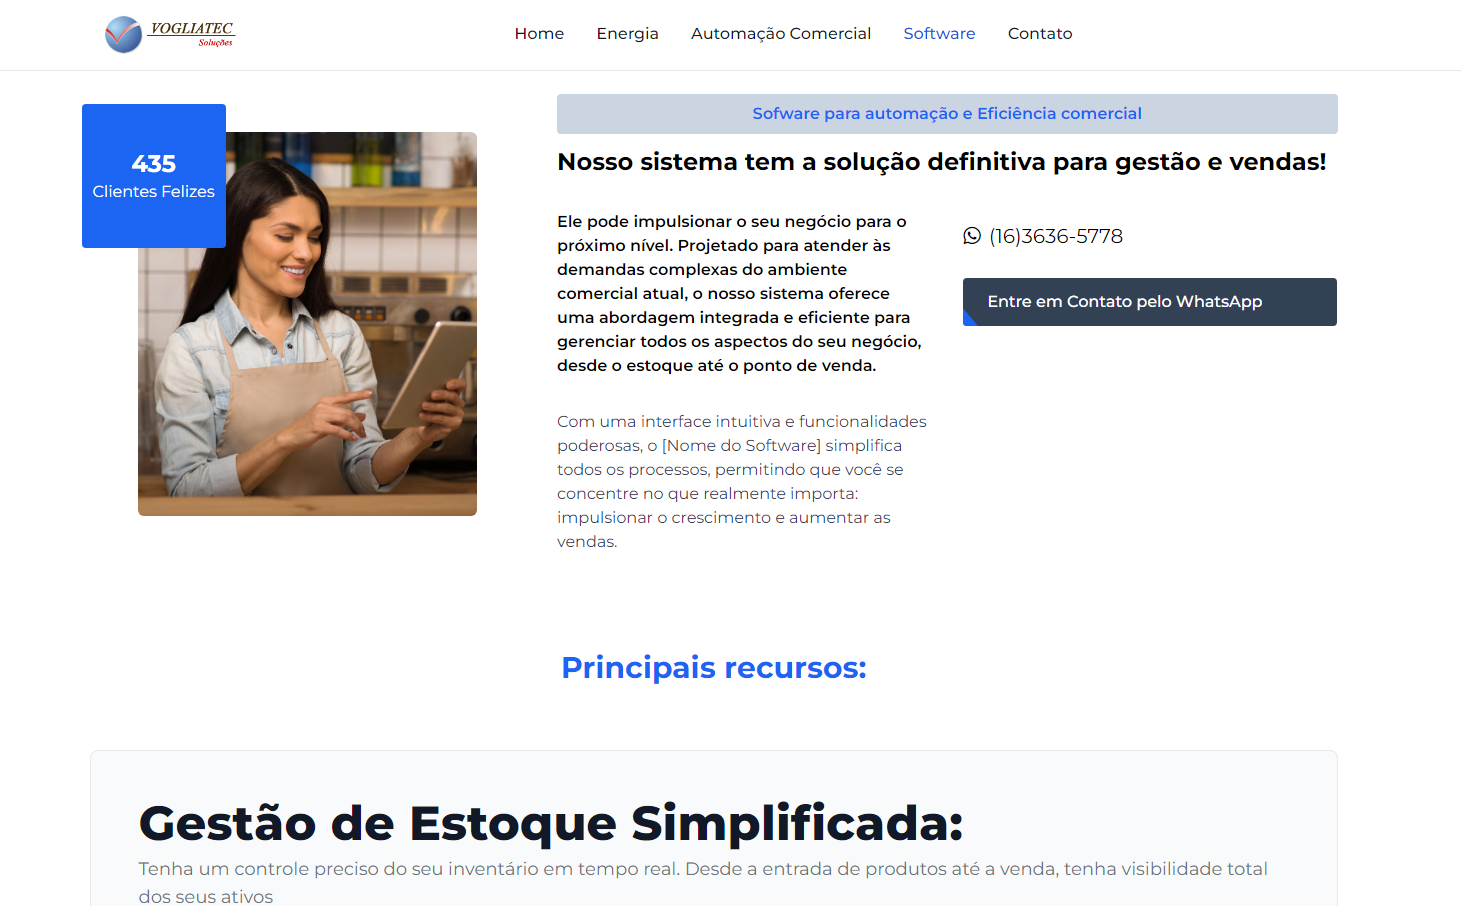 VOGLIATEC
Soluções
Home
Energia
Automação Comercial
Software
Contato
435
Clientes Felizes
Sofware para automação e Eficiência comercial
Nosso sistema tem a solução definitiva para gestão e vendas!
Ele pode impulsionar o seu negócio para o
próximo nível. Projetado para atender às
demandas complexas do ambiente
comercial atual, o nosso sistema oferece
uma abordagem integrada e eficiente para
gerenciar todos os aspectos do seu negócio,
desde o estoque até o ponto de venda.
Com uma interface intuitiva e funcionalidades
poderosas, o [Nome do Software] simplifica
todos os processos, permitindo que você se
concentre no que realmente importa:
impulsionar o crescimento e aumentar as
vendas.
(16)3636-5778
Entre em Contato pelo WhatsApp
Principais recursos:
Gestão de Estoque Simplificada:
Tenha um controle preciso do seu inventário em tempo real. Desde a entrada de produtos até a venda, tenha visibilidade total
dos seus ativos